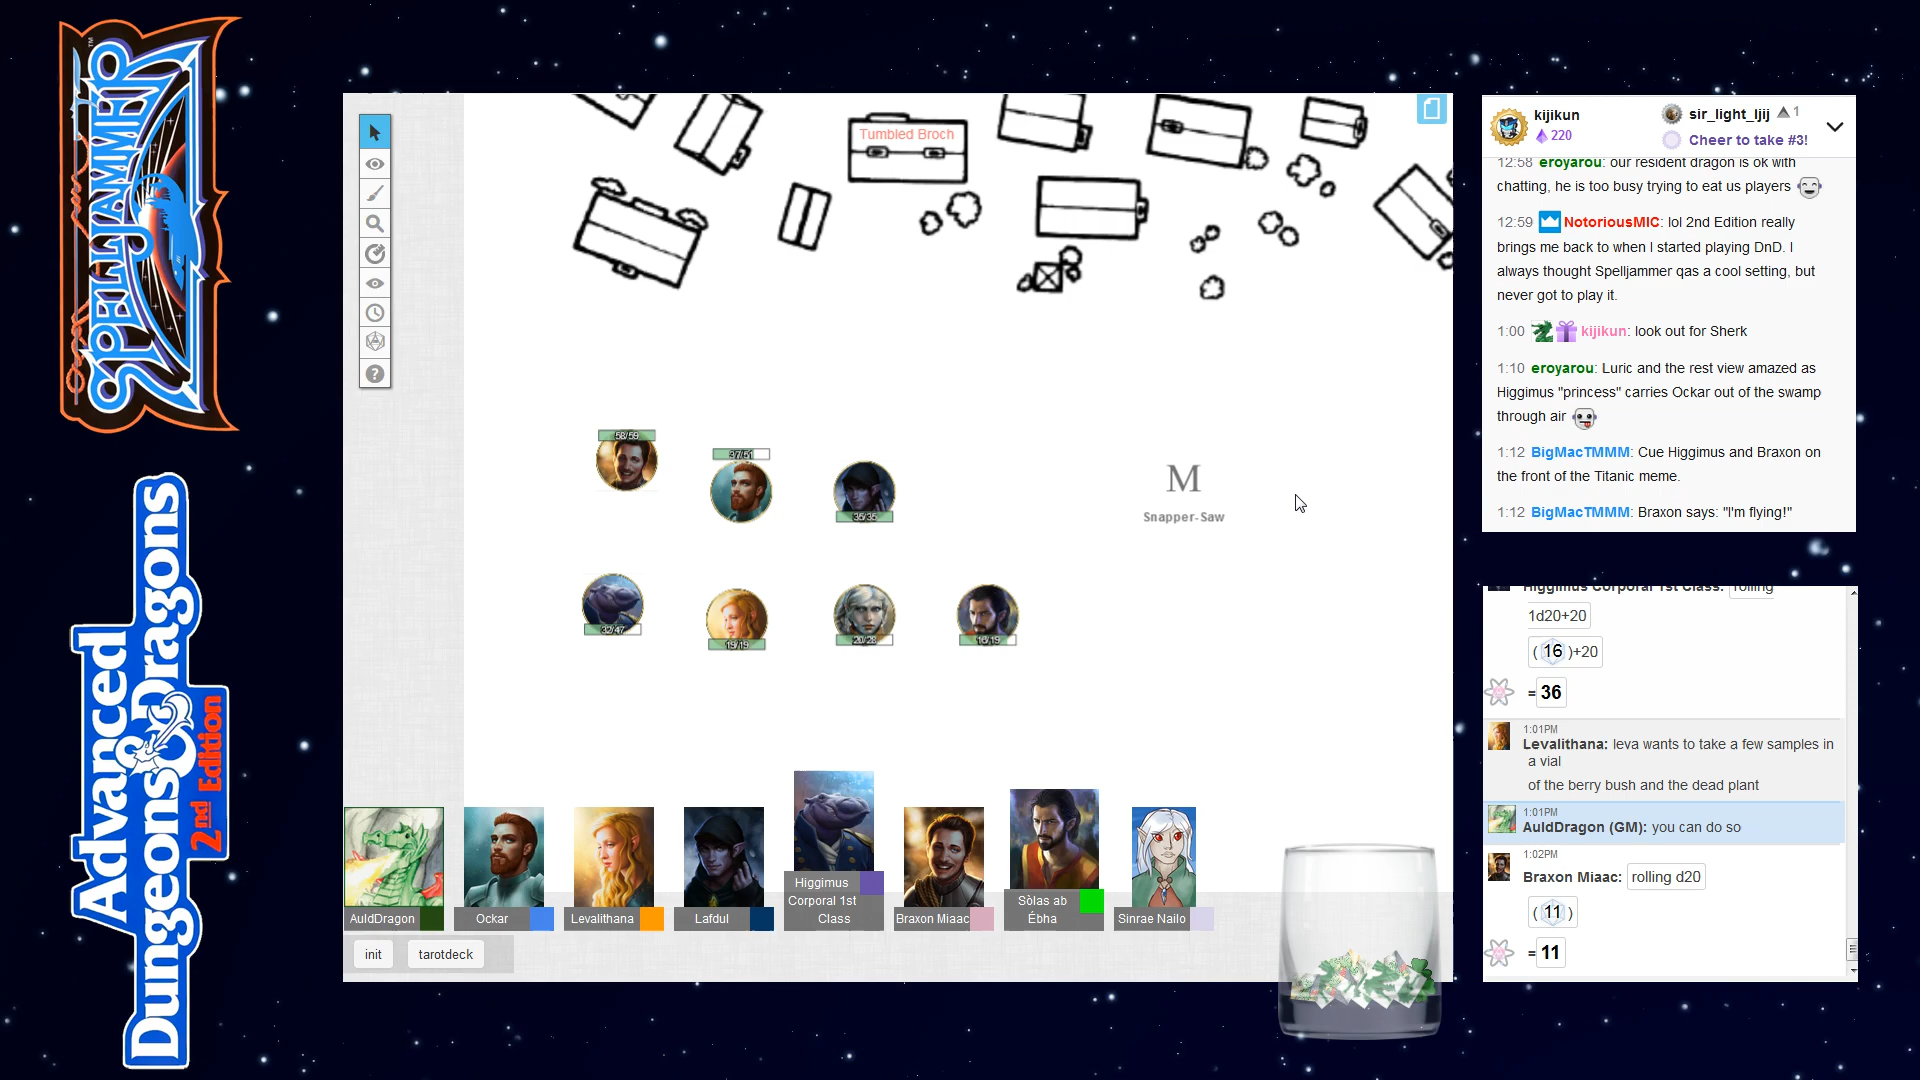 SPELLJAMMER
TM
Advanced
Dungeons & Dragons
2nd Edition
Tumbled Broch
58/59
37/51
35/35
M
Snapper-Saw
32/47
19/19
20/28
16/19
AuldDragon
Ockar
Levalithana
Lafdul
Higgimus
Corporal 1st
Class
Braxon Miaac
Sòlas ab
Ébha
Sinrae Nailo
init
tarotdeck
kijikun
220
sir_light_ljij 1
Cheer to take #3!
12:58 eroyarou: our resident dragon is ok with
chatting, he is too busy trying to eat us players
12:59 NotoriousMIC: lol 2nd Edition really
brings me back to when I started playing DnD. I
always thought Spelljammer qas a cool setting, but
never got to play it.
1:00 kijikun: look out for Sherk
1:10 eroyarou: Luric and the rest view amazed as
Higgimus "princess" carries Ockar out of the swamp
through air
1:12 BigMacTMMM: Cue Higgimus and Braxon on
the front of the Titanic meme.
1:12 BigMacTMMM: Braxon says: "I'm flying!"
Higgimus Corporal 1st Class: rolling
1d20+20
(16)+20
=36
1:01PM
Levalithana: leva wants to take a few samples in
a vial
of the berry bush and the dead plant
1:01PM
AuldDragon (GM): you can do so
1:02PM
Braxon Miaac: rolling d20
(11)
=11